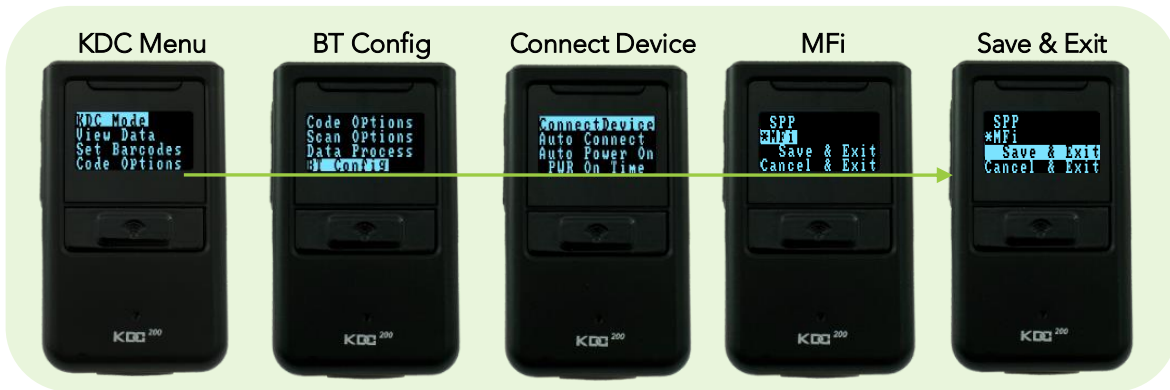 KDC Menu
BT Config
Connect Device
MFi
Save & Exit
KDC Mode
View Data
Set Barcodes
Code Options
KDC 200
Code Options
Scan Options
Data Process
BT Config
KDC 200
ConnectDevice
Auto Connect
Auto Power On
PWR On Time
KDC 200
SPP
*MFi
Save & Exit
Cancel & Exit
KDC 200
SPP
*MFi
Save & Exit
Cancel & Exit
KDC 200